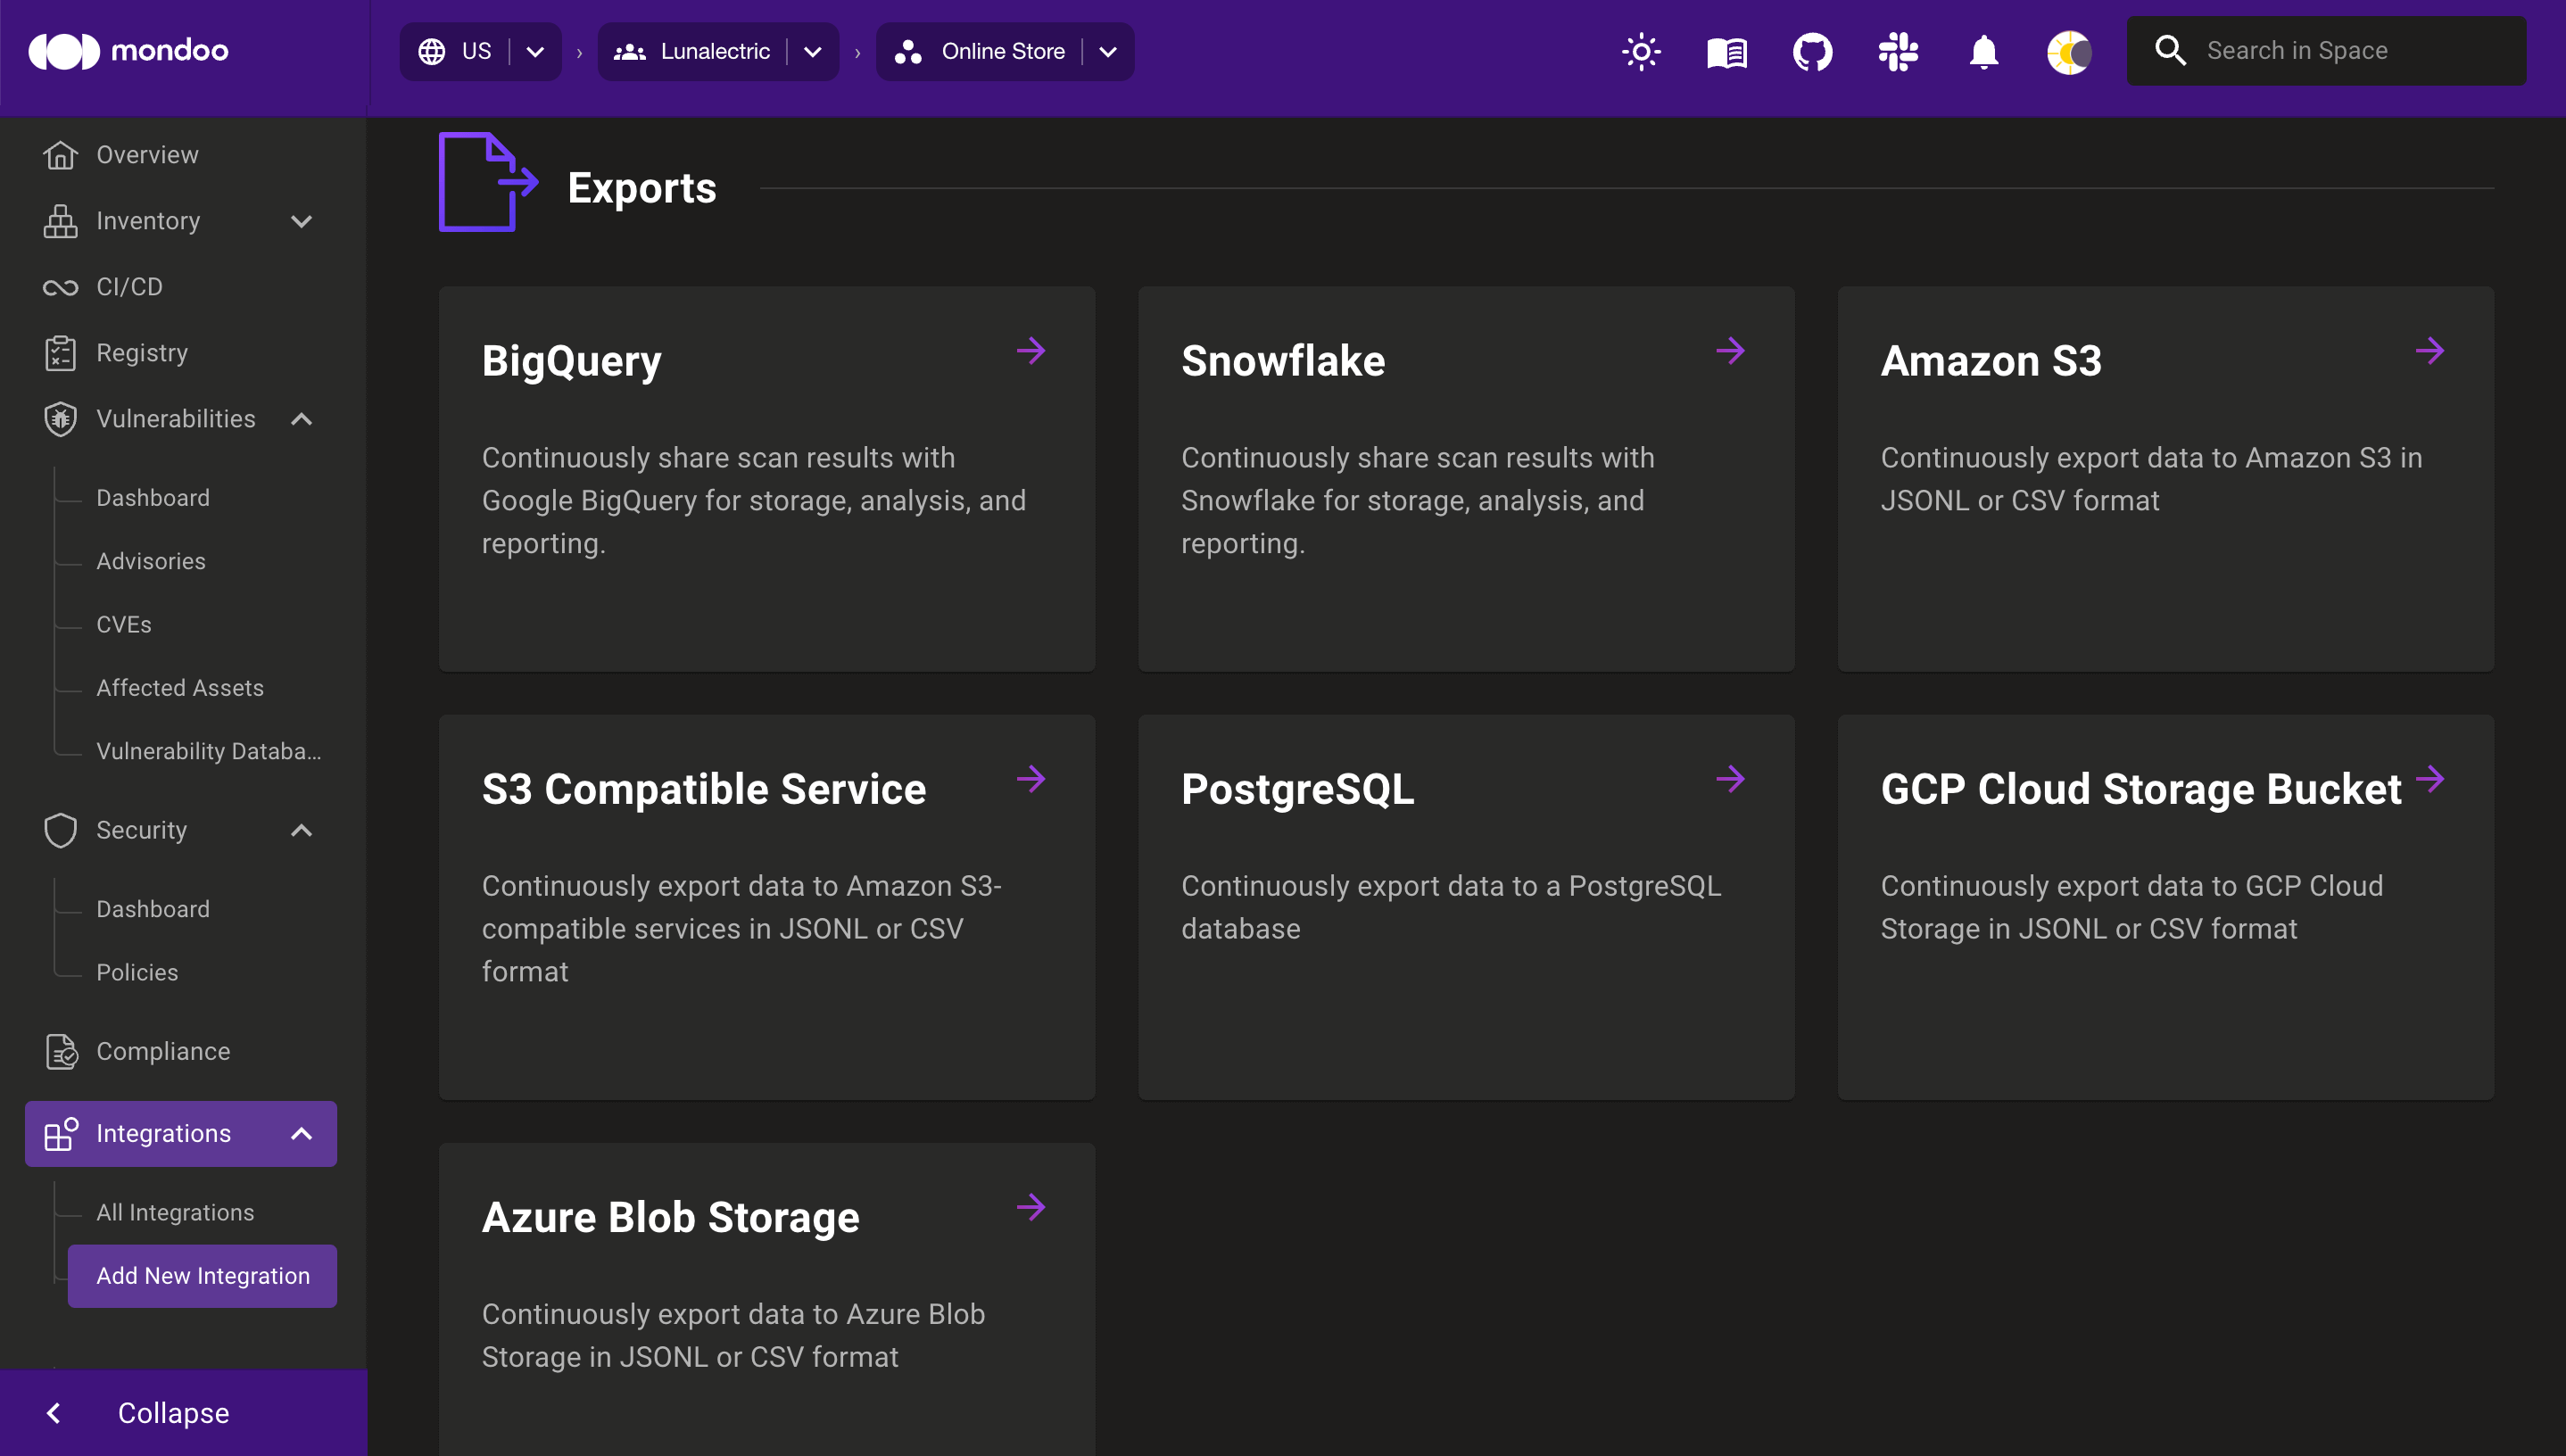 mondoo
US
Lunalectric
Online Store
Search in Space
Overview
Inventory
CI/CD
Registry
Vulnerabilities
Dashboard
Advisories
CVEs
Affected Assets
Vulnerability Databa...
Security
Dashboard
Policies
Compliance
Integrations
All Integrations
Add New Integration
Collapse
Exports
BigQuery
Continuously share scan results with
Google BigQuery for storage, analysis, and
reporting.
Snowflake
Continuously share scan results with
Snowflake for storage, analysis, and
reporting.
Amazon S3
Continuously export data to Amazon S3 in
JSONL or CSV format
S3 Compatible Service
Continuously export data to Amazon S3-
compatible services in JSONL or CSV
format
PostgreSQL
Continuously export data to a PostgreSQL
database
GCP Cloud Storage Bucket
Continuously export data to GCP Cloud
Storage in JSONL or CSV format
Azure Blob Storage
Continuously export data to Azure Blob
Storage in JSONL or CSV format